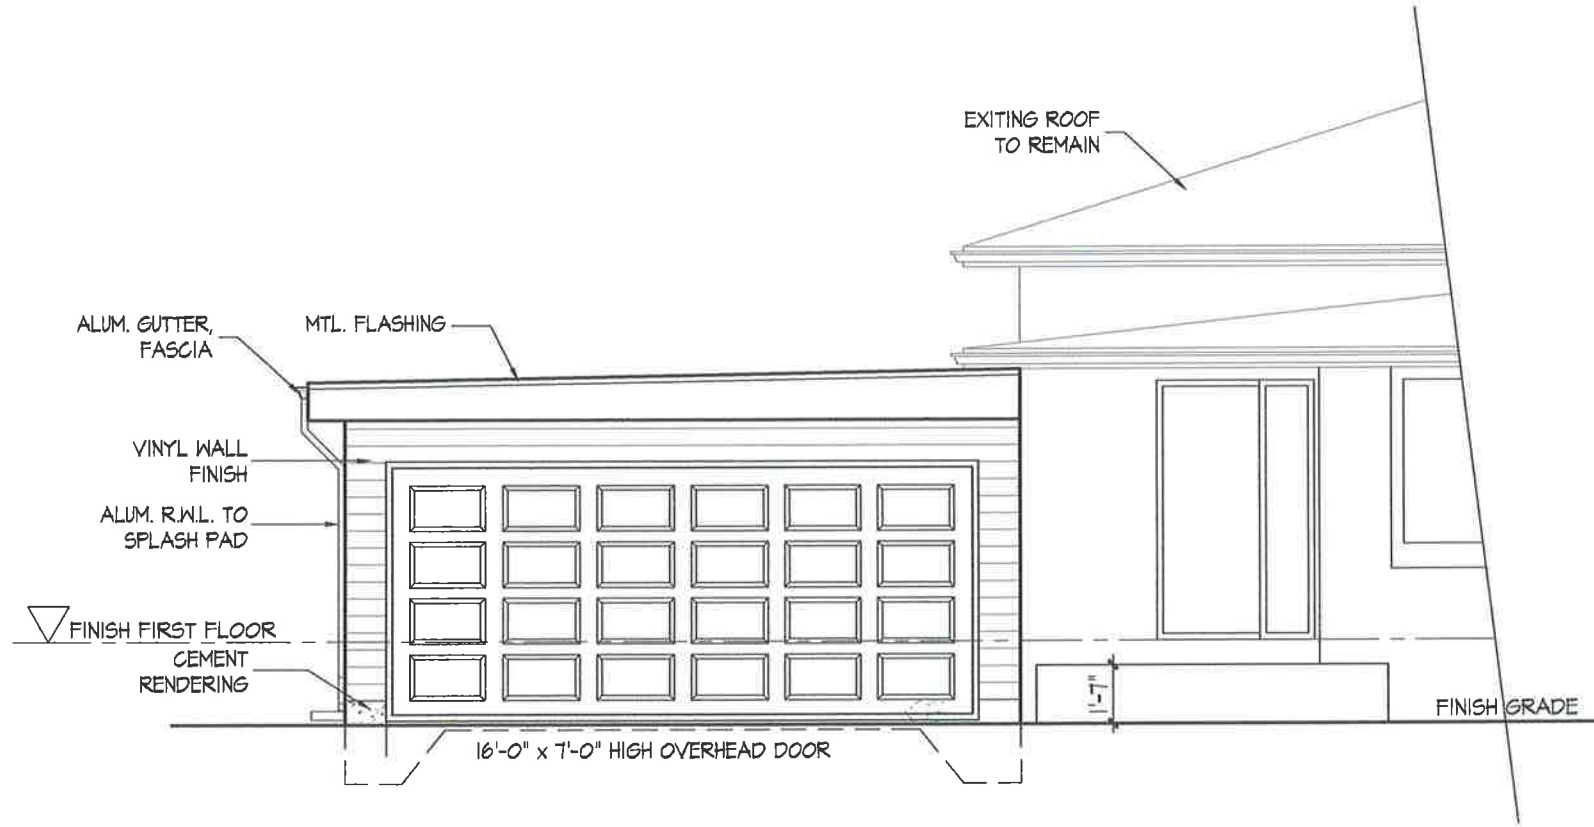 EXITING ROOF
TO REMAIN
ALUM. GUTTER,
FASCIA
MTL. FLASHING
VINYL WALL
FINISH
ALUM. R.W.L. TO
SPLASH PAD
FINISH FIRST FLOOR
CEMENT
RENDERING
1'-7"
FINISH GRADE
16'-0" x 7'-0" HIGH OVERHEAD DOOR